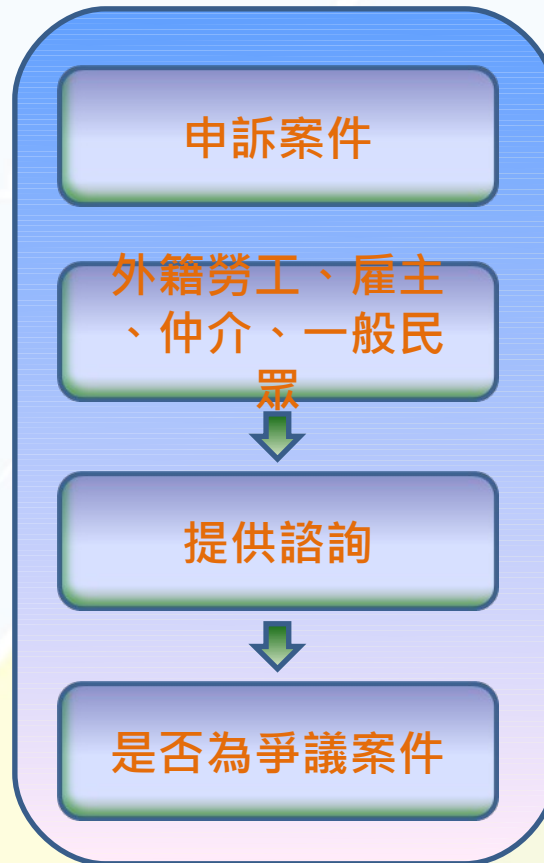 申訴案件
外籍勞工、雇主
、仲介、一般民
眾
提供諮詢
是否為爭議案件